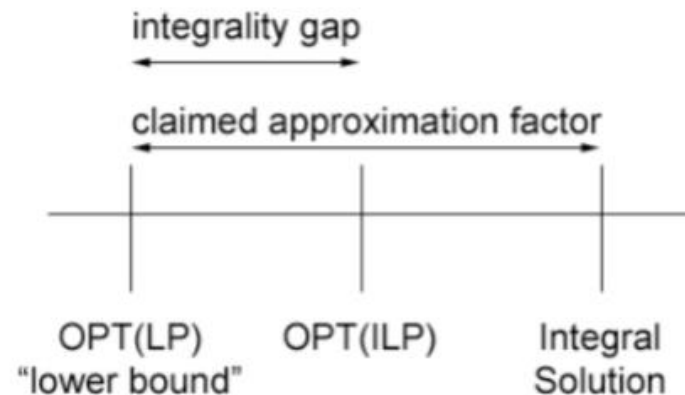 integrality gap
claimed approximation factor
OPT(LP) OPT(ILP) Integral
“lower bound” Solution